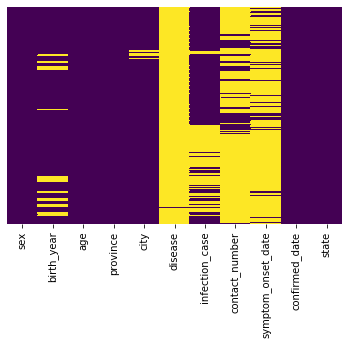 sex
birth_year
age
province
city
disease
infection_case
contact_number
symptom_onset_date
confirmed_date
state